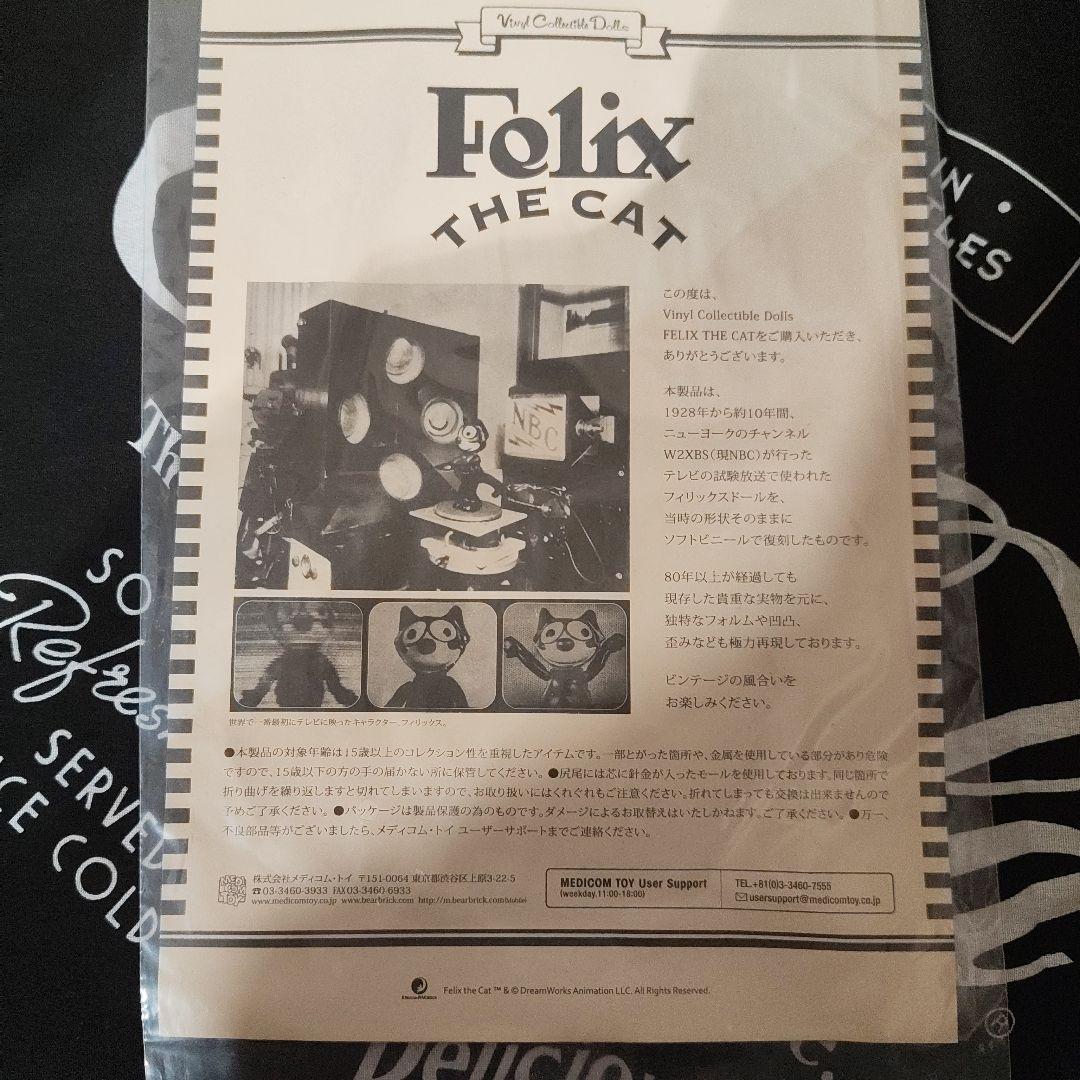 Vinyl Collectible Dolls
Felix
THE CAT
この度は、
Vinyl Collectible Dolls
FELIX THE CATをご購入いただき、
ありがとうございます。
本製品は、
1928年から約10年間、
ニューヨークのチャンネル
W2XBS（現NBC）が行った
テレビの試験放送で使われた
フィリックスドールを、
当時の形状そのままに
ソフトビニールで復刻したものです。
80年以上が経過しても
現存した貴重な実物を元に、
独特なフォルムや凹凸、
歪みなども極力再現しております。
ビンテージの風合いを
お楽しみください。
NBC
世界で一番最初にテレビに映ったキャラクター、フィリックス。
●本製品の対象年齢は15歳以上のコレクション性を重視したアイテムです。一部とがった箇所や、金属を使用している部分があり危険
ですので、15歳以下の方の手の届かない所に保管してください。●尻尾には芯に針金が入ったモールを使用しております。同じ箇所で
折り曲げを繰り返しますと切れてしまいますので、お取り扱いにはくれぐれもご注意ください。折れてしまっても交換は出来ませんので
予めご了承ください。●パッケージは製品保護の為のものです。ダメージによるお取替えはいたしかねます。ご了承ください。●万一、
不良部品等がございましたら、メディコム・トイ ユーザーサポートまでご連絡ください。
MEDICOM TOY
株式会社メディコム・トイ 〒151-0064 東京都渋谷区上原3-22-5
☎03-3460-3933 FAX03-3460-6933
www.medicomtoy.co.jp www.bearbrick.com http://m.bearbrick.com(Mobile)
MEDICOM TOY User Support
(weekday.11:00-18:00)
TEL.+81(0)3-3460-7555
usersupport@medicomtoy.co.jp
DREAMWORKS
Felix the Cat ™ & © DreamWorks Animation LLC. All Rights Reserved.
IN
TLES
Th
SO
Refres
SERVED
ICE COLD
Deliciou